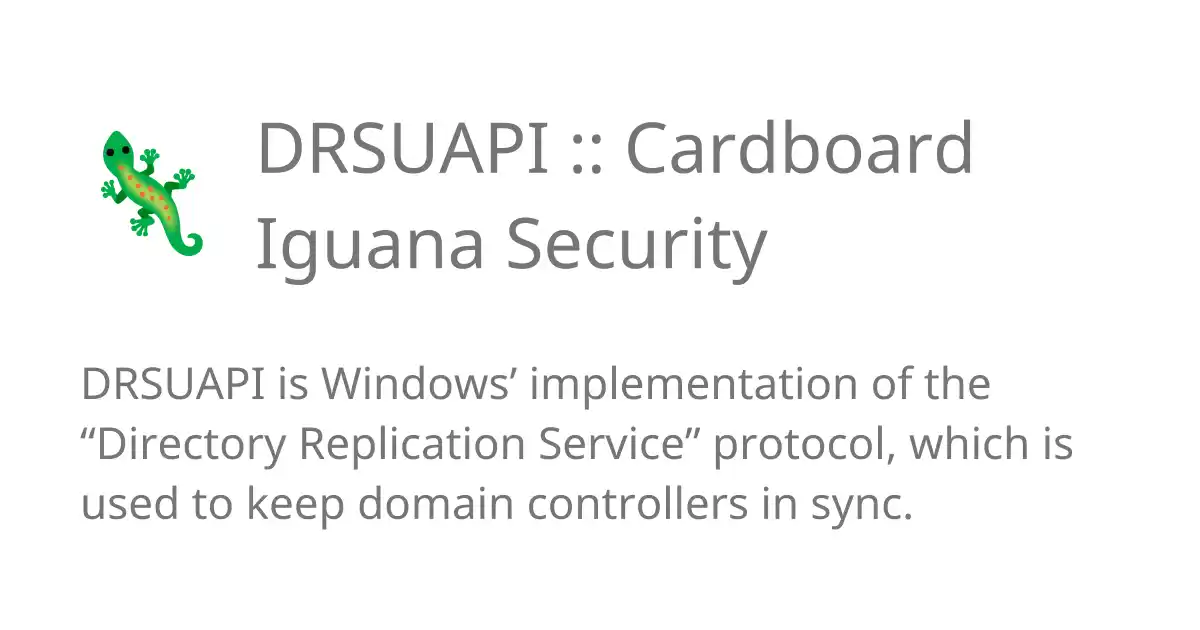 DRSUAPI :: Cardboard
Iguana Security
DRSUAPI is Windows’ implementation of the
“Directory Replication Service” protocol, which is
used to keep domain controllers in sync.